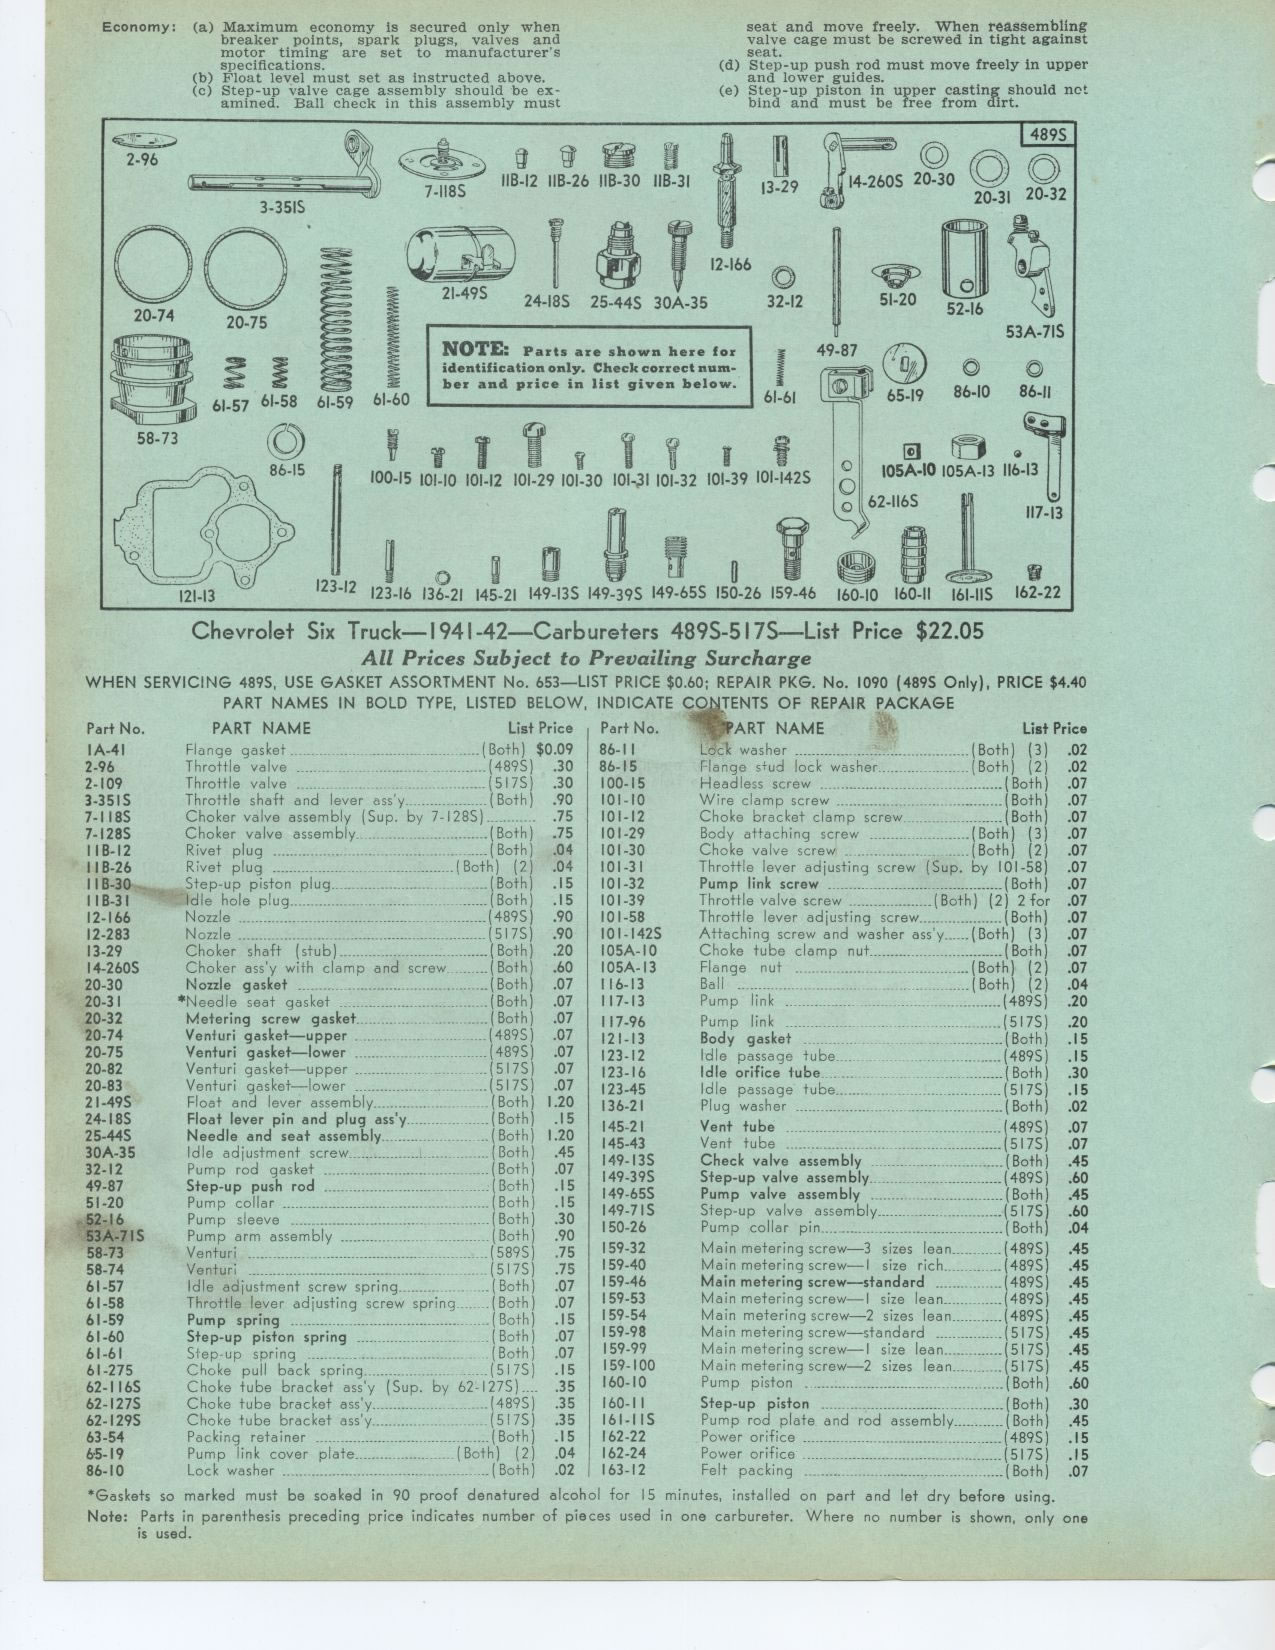 Economy: (a) Maximum economy is secured only when
breaker points, spark plugs, valves and
motor timing are set to manufacturer's
specifications.
(b) Float level must set as instructed above.
(c) Step-up valve cage assembly should be ex-
amined. Ball check in this assembly must
seat and move freely. When reassembling
valve cage must be screwed in tight against
seat.
(d) Step-up push rod must move freely in upper
and lower guides.
(e) Step-up piston in upper casting should not
bind and must be free from dirt.
489S
2-96
3-351S
7-118S
11B-12 11B-26 11B-30 11B-31
12-166
13-29
14-260S 20-30
20-31 20-32
20-74
20-75
21-49S
24-18S 25-44S 30A-35
32-12
49-87
51-20
52-16
53A-71S
58-73
61-57 61-58 61-59 61-60
NOTE: Parts are shown here for
identification only. Check correct num-
ber and price in list given below.
61-61
65-19
86-10
86-11
86-15
100-15 101-10 101-12 101-29 101-30 101-31 101-32 101-39 101-142S
62-116S
105A-10 105A-13 116-13
117-13
121-13
123-12 123-16 136-21 145-21 149-13S 149-39S 149-65S 150-26 159-46 160-10 160-11 161-11S 162-22
Chevrolet Six Truck—1941-42—Carbureters 489S-517S—List Price $22.05
All Prices Subject to Prevailing Surcharge
WHEN SERVICING 489S, USE GASKET ASSORTMENT No. 653—LIST PRICE $0.60; REPAIR PKG. No. 1090 (489S Only), PRICE $4.40
PART NAMES IN BOLD TYPE, LISTED BELOW, INDICATE CONTENTS OF REPAIR PACKAGE
Part No. PART NAME List Price
1A-41 Flange gasket (Both) $0.09
2-96 Throttle valve (489S) .30
2-109 Throttle valve (517S) .30
3-351S Throttle shaft and lever ass'y (Both) .90
7-118S Choker valve assembly (Sup. by 7-128S) .75
7-128S Choker valve assembly (Both) .75
11B-12 Rivet plug (Both) .04
11B-26 Rivet plug (Both) (2) .04
11B-30 Step-up piston plug (Both) .15
11B-31 Idle hole plug (Both) .15
12-166 Nozzle (489S) .90
12-283 Nozzle (517S) .90
13-29 Choker shaft (stub) (Both) .20
14-260S Choker ass'y with clamp and screw (Both) .60
20-30 Nozzle gasket (Both) .07
20-31 *Needle seat gasket (Both) .07
20-32 Metering screw gasket (Both) .07
20-74 Venturi gasket—upper (489S) .07
20-75 Venturi gasket—lower (489S) .07
20-82 Venturi gasket—upper (517S) .07
20-83 Venturi gasket—lower (517S) .07
21-49S Float and lever assembly (Both) 1.20
24-18S Float lever pin and plug ass'y (Both) .15
25-44S Needle and seat assembly (Both) 1.20
30A-35 Idle adjustment screw (Both) .45
32-12 Pump rod gasket (Both) .07
49-87 Step-up push rod (Both) .15
51-20 Pump collar (Both) .15
52-16 Pump sleeve (Both) .30
53A-71S Pump arm assembly (Both) .90
58-73 Venturi (589S) .75
58-74 Venturi (517S) .75
61-57 Idle adjustment screw spring (Both) .07
61-58 Throttle lever adjusting screw spring (Both) .07
61-59 Pump spring (Both) .15
61-60 Step-up piston spring (Both) .07
61-61 Step-up spring (Both) .07
61-275 Choke pull back spring (517S) .15
62-116S Choke tube bracket ass'y (Sup. by 62-127S) .35
62-127S Choke tube bracket ass'y (489S) .35
62-129S Choke tube bracket ass'y (517S) .35
63-54 Packing retainer (Both) .15
65-19 Pump link cover plate (Both) (2) .04
86-10 Lock washer (Both) .02
Part No. PART NAME List Price
86-11 Lock washer (Both) (3) .02
86-15 Flange stud lock washer (Both) (2) .02
100-15 Headless screw (Both) .07
101-10 Wire clamp screw (Both) .07
101-12 Choke bracket clamp screw (Both) .07
101-29 Body attaching screw (Both) (3) .07
101-30 Choke valve screw (Both) (2) .07
101-31 Throttle lever adjusting screw (Sup. by 101-58) .07
101-32 Pump link screw (Both) .07
101-39 Throttle valve screw (Both) (2) 2 for .07
101-58 Throttle lever adjusting screw (Both) .07
101-142S Attaching screw and washer ass'y (Both) (3) .07
105A-10 Choke tube clamp nut (Both) .07
105A-13 Flange nut (Both) (2) .07
116-13 Ball (Both) (2) .04
117-13 Pump link (489S) .20
117-96 Pump link (517S) .20
121-13 Body gasket (Both) .15
123-12 Idle passage tube (489S) .15
123-16 Idle orifice tube (Both) .30
123-45 Idle passage tube (517S) .15
136-21 Plug washer (Both) .02
145-21 Vent tube (489S) .07
145-43 Vent tube (517S) .07
149-13S Check valve assembly (Both) .45
149-39S Step-up valve assembly (489S) .60
149-65S Pump valve assembly (Both) .45
149-71S Step-up valve assembly (517S) .60
150-26 Pump collar pin (Both) .04
159-32 Main metering screw—3 sizes lean (489S) .45
159-40 Main metering screw—1 size rich (489S) .45
159-46 Main metering screw—standard (489S) .45
159-53 Main metering screw—1 size lean (489S) .45
159-54 Main metering screw—2 sizes lean (489S) .45
159-98 Main metering screw—standard (517S) .45
159-99 Main metering screw—1 size lean (517S) .45
159-100 Main metering screw—2 sizes lean (517S) .45
160-10 Pump piston (Both) .60
160-11 Step-up piston (Both) .30
161-11S Pump rod plate and rod assembly (Both) .45
162-22 Power orifice (489S) .15
162-24 Power orifice (517S) .15
163-12 Felt packing (Both) .07
*Gaskets so marked must be soaked in 90 proof denatured alcohol for 15 minutes, installed on part and let dry before using.
Note: Parts in parenthesis preceding price indicates number of pieces used in one carbureter. Where no number is shown, only one
is used.